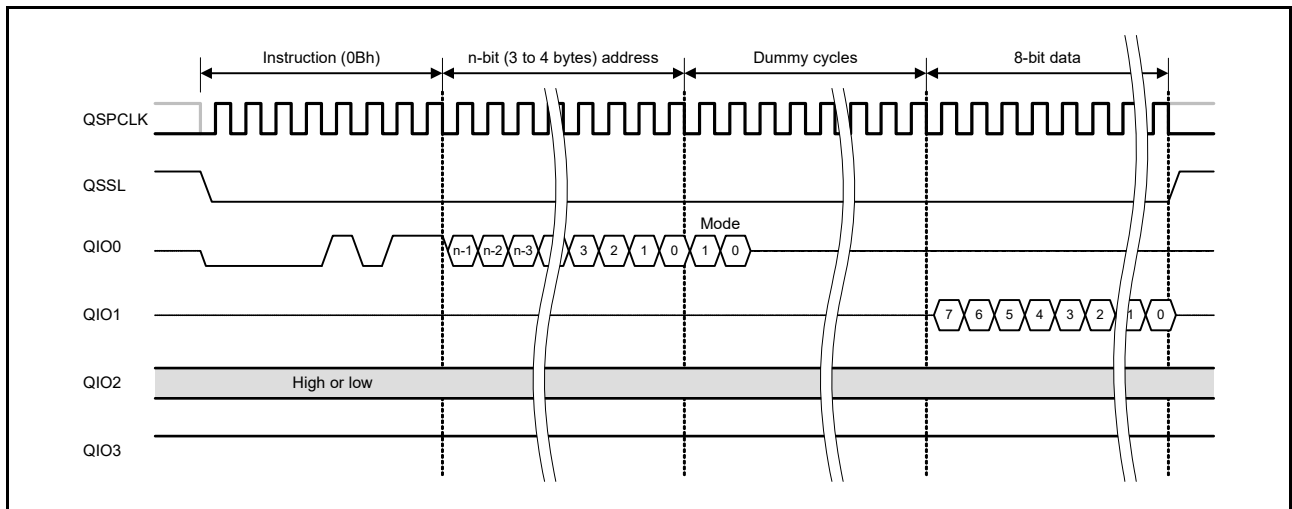 Instruction (0Bh) n-bit (3 to 4 bytes) address Dummy cycles 8-bit data
QSPCLK
QSSL
Mode
QIO0 n-1 n-2 n-3 3 2 1 0 1 0
QIO1 7 6 5 4 3 2 1 0
QIO2 High or low
QIO3